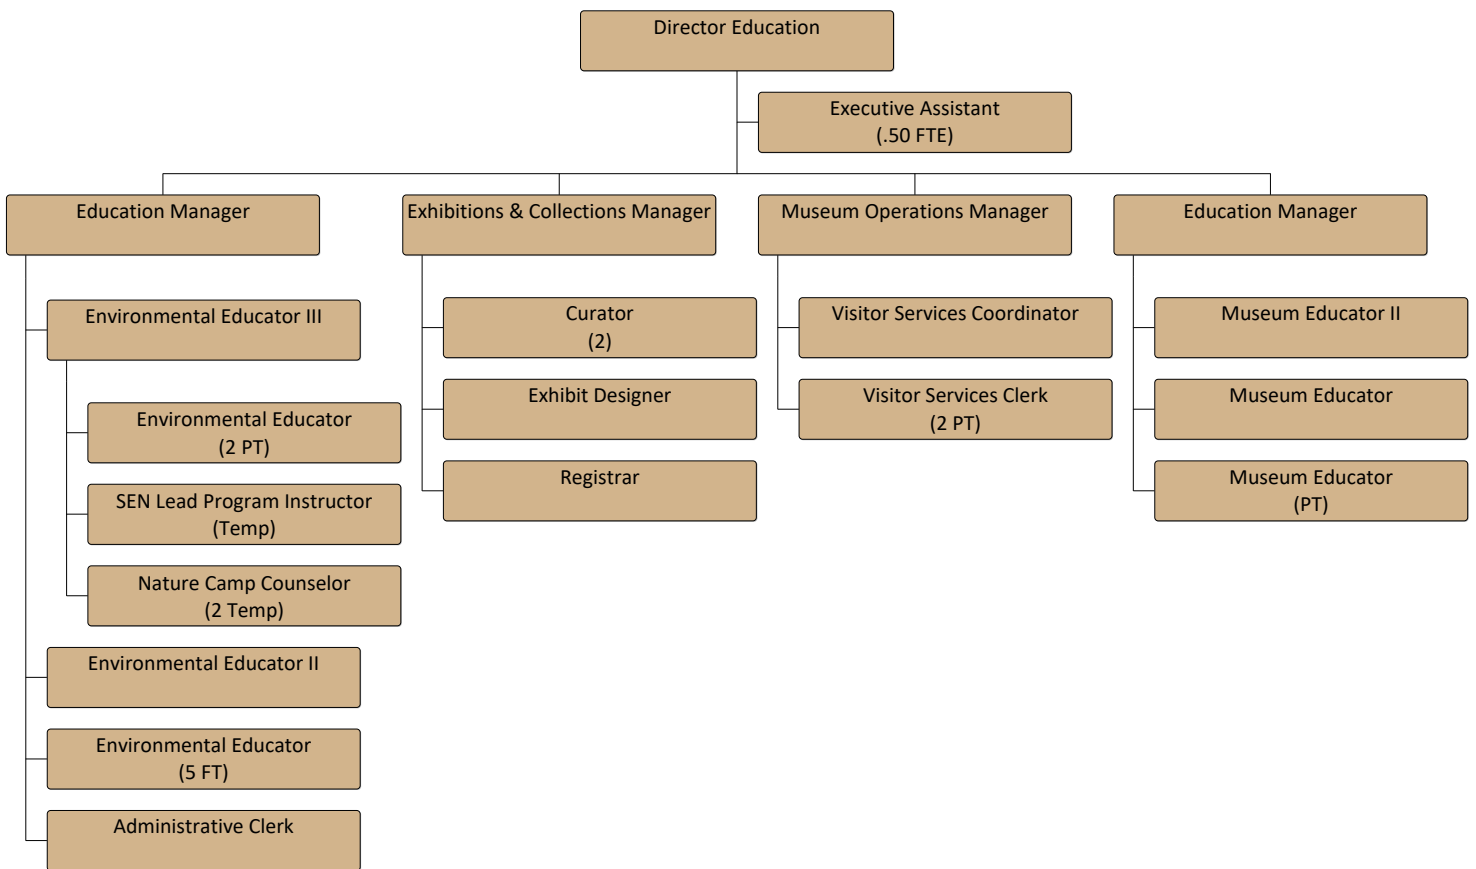 Director Education
Executive Assistant
(.50 FTE)
Education Manager
Exhibitions & Collections Manager
Museum Operations Manager
Education Manager
Environmental Educator III
Environmental Educator
(2 PT)
SEN Lead Program Instructor
(Temp)
Nature Camp Counselor
(2 Temp)
Environmental Educator II
Environmental Educator
(5 FT)
Administrative Clerk
Curator
(2)
Exhibit Designer
Registrar
Visitor Services Coordinator
Visitor Services Clerk
(2 PT)
Museum Educator II
Museum Educator
Museum Educator
(PT)